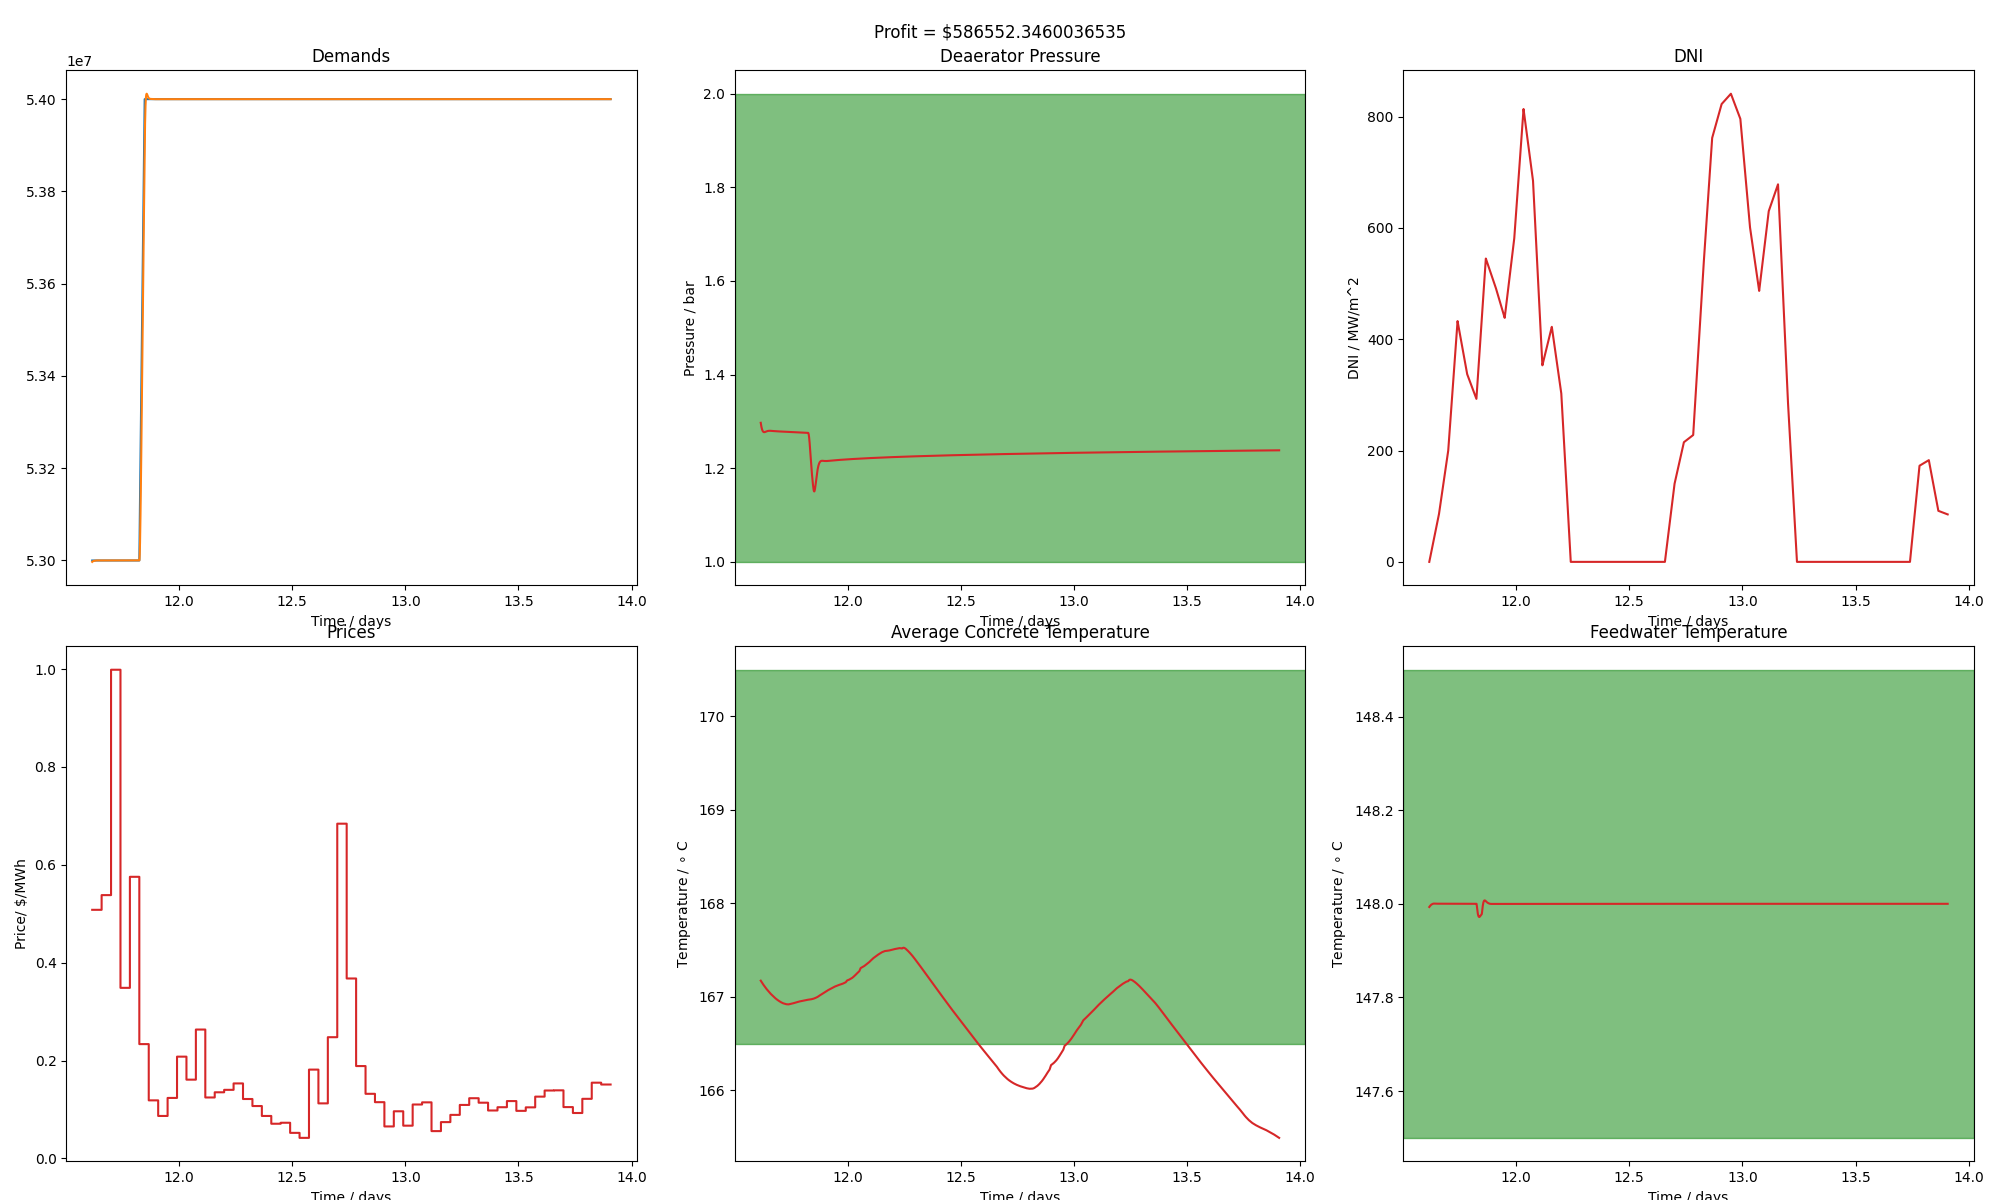 Profit = $586552.3460036535
Demands
1e7
5.40
5.38
5.36
5.34
5.32
5.30
12.0 12.5 13.0 13.5 14.0
Time / days
Deaerator Pressure
Pressure / bar
2.0
1.8
1.6
1.4
1.2
1.0
12.0 12.5 13.0 13.5 14.0
Time / days
DNI
DNI / MW/m^2
800
600
400
200
0
12.0 12.5 13.0 13.5 14.0
Time / days
Prices
Price/ $/MWh
1.0
0.8
0.6
0.4
0.2
0.0
12.0 12.5 13.0 13.5 14.0
Time / days
Average Concrete Temperature
Temperature / ∘ C
170
169
168
167
166
12.0 12.5 13.0 13.5 14.0
Time / days
Feedwater Temperature
Temperature / ∘ C
148.4
148.2
148.0
147.8
147.6
12.0 12.5 13.0 13.5 14.0
Time / days